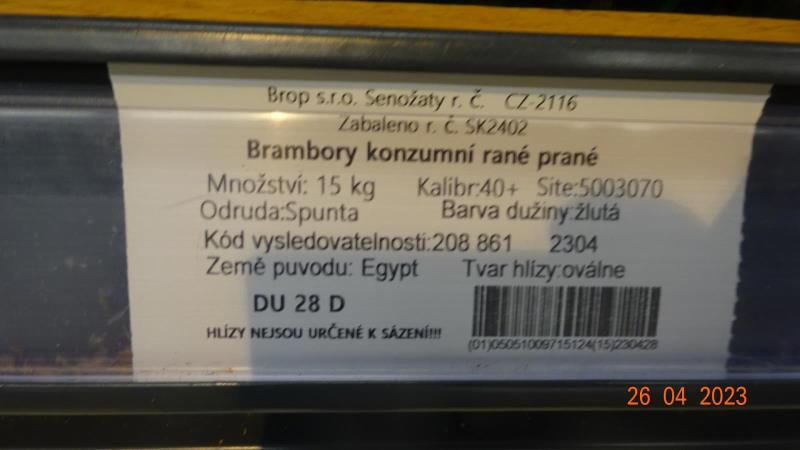 Brop s.r.o. Senožaty r. č. CZ-2116
Zabaleno r. č. SK2402
Brambory konzumní rané prané
Množství: 15 kg Kalibr:40+ Site:5003070
Odruda:Spunta Barva dužiny:žlutá
Kód vysledovatelnosti:208 861 2304
Země puvodu: Egypt Tvar hlízy:oválne
DU 28 D
HLÍZY NEJSOU URČENÉ K SÁZENÍ!!!
(01)05051009715124(15)230428
26 04 2023